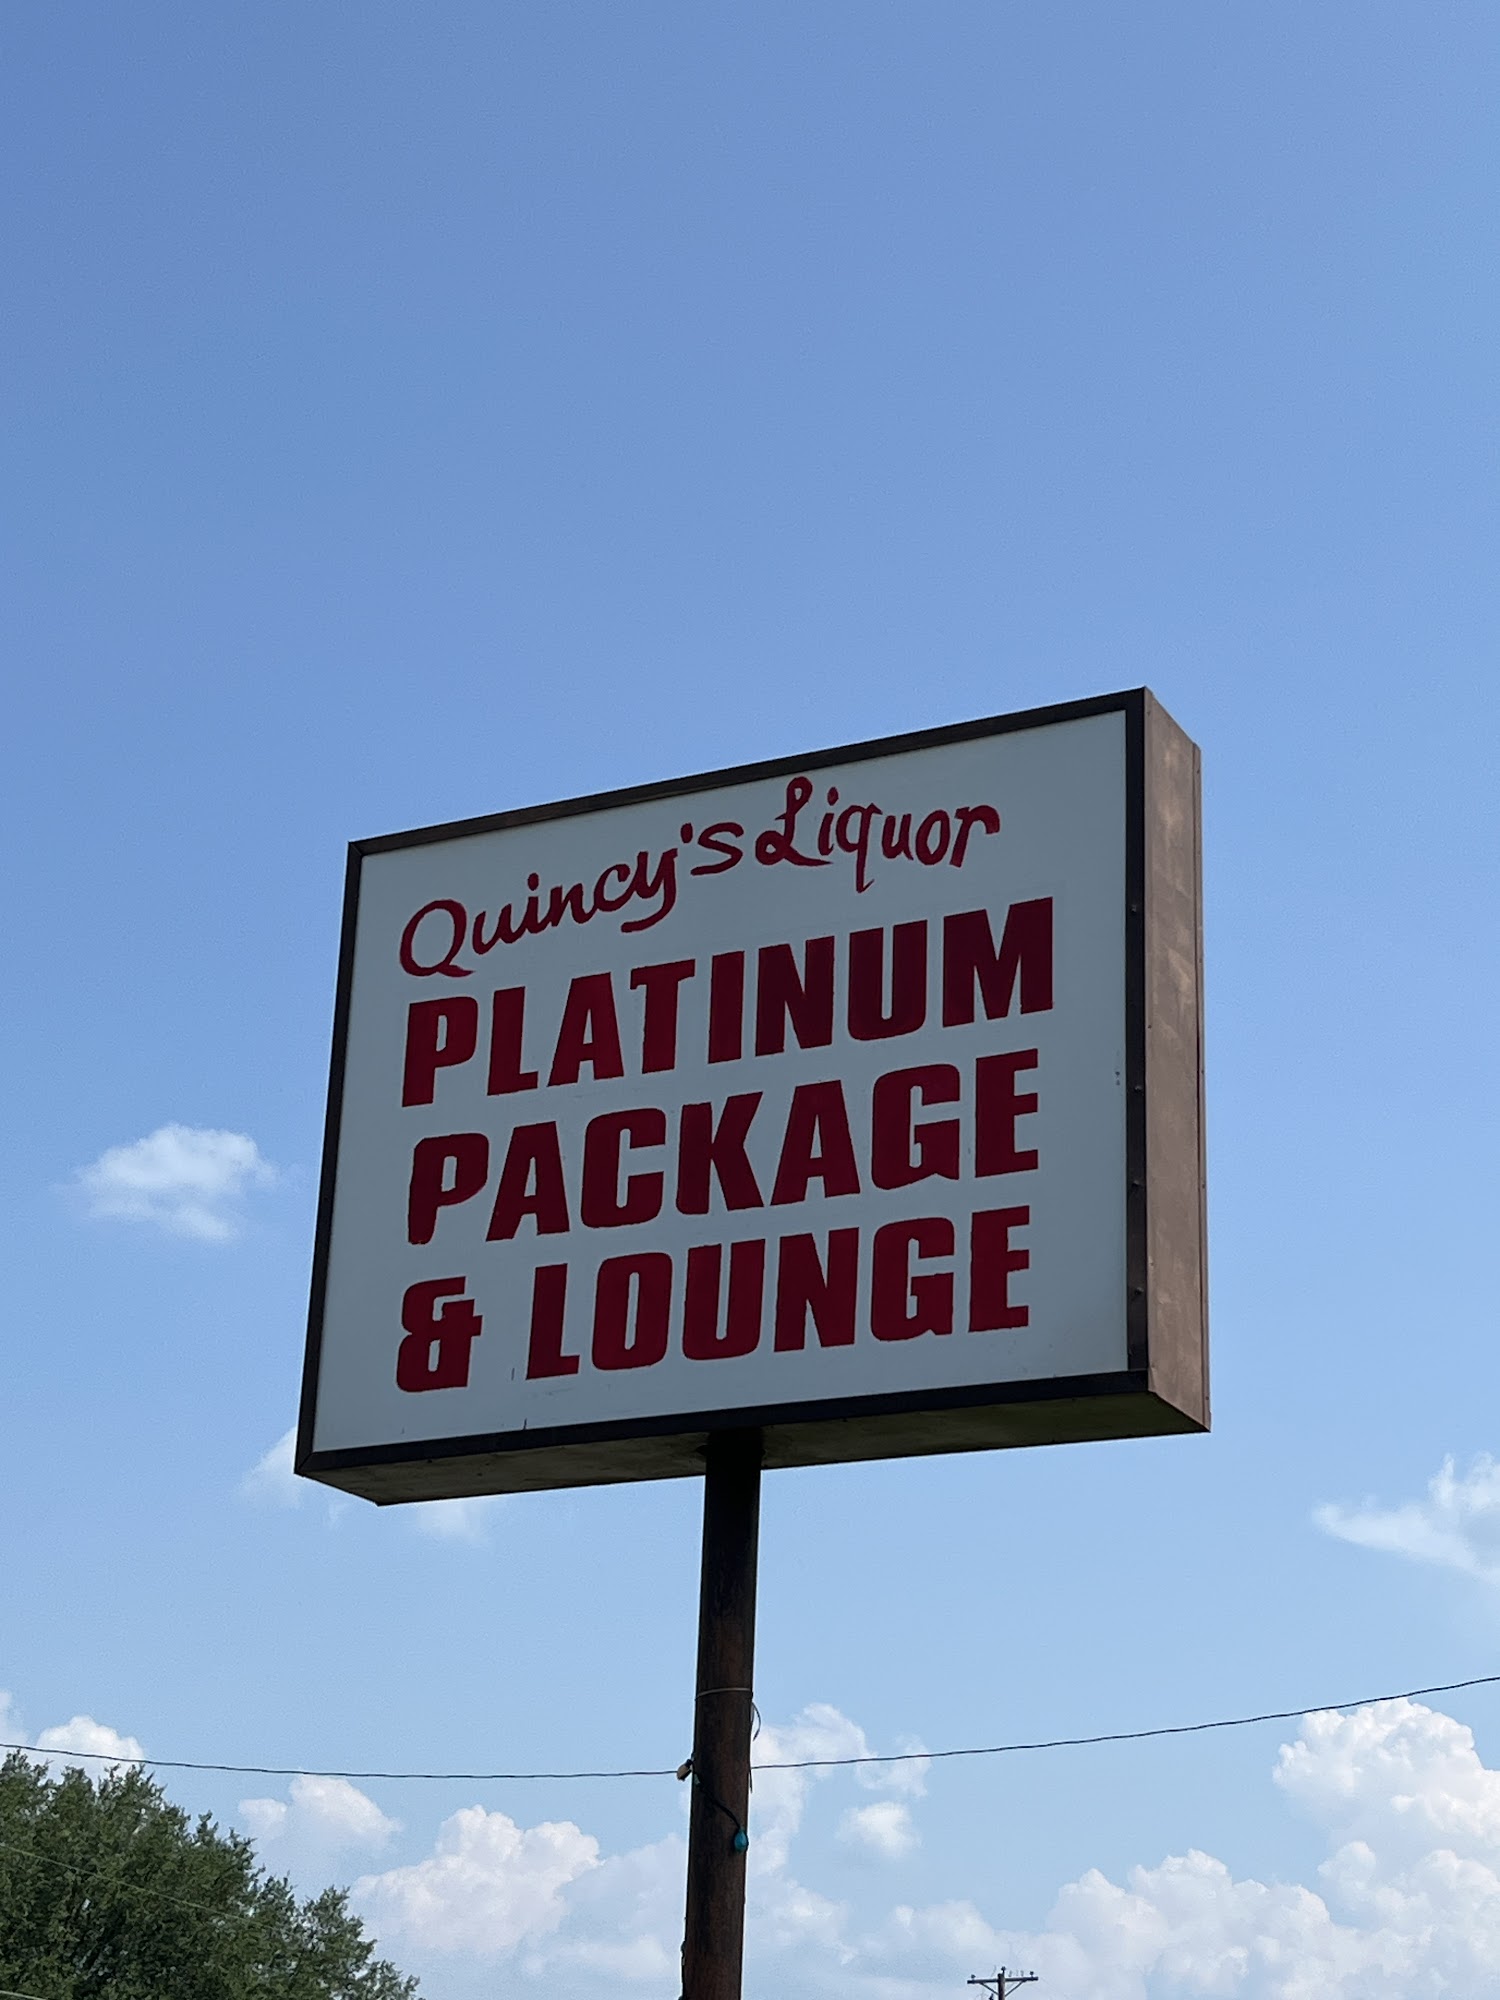 Quincy's Liquor
PLATINUM
PACKAGE
& LOUNGE